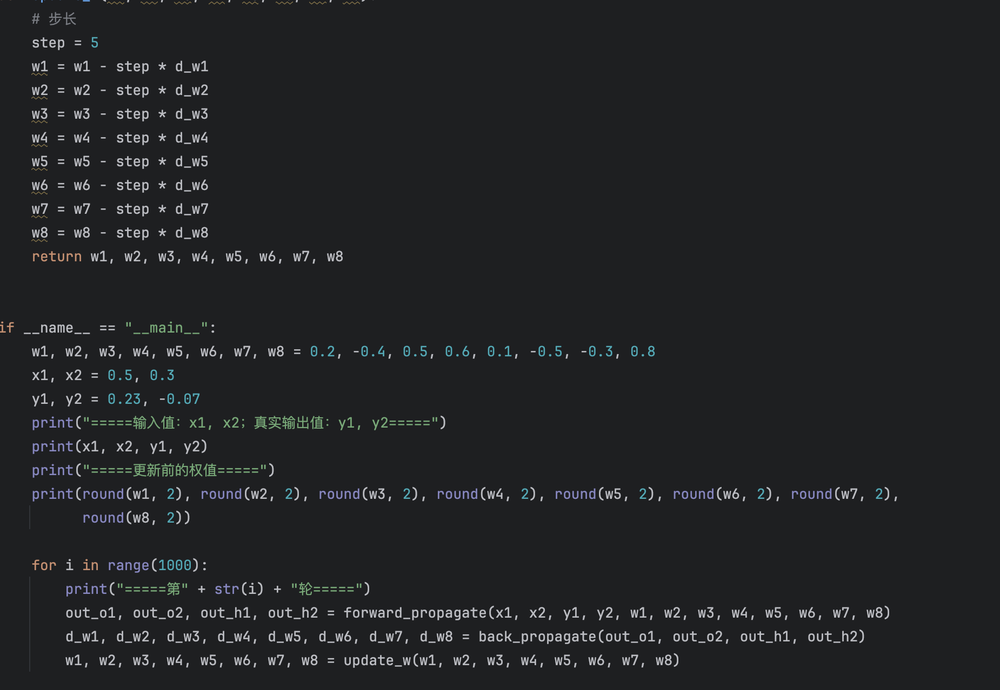 # 步长
step = 5
w1 = w1 - step * d_w1
w2 = w2 - step * d_w2
w3 = w3 - step * d_w3
w4 = w4 - step * d_w4
w5 = w5 - step * d_w5
w6 = w6 - step * d_w6
w7 = w7 - step * d_w7
w8 = w8 - step * d_w8
return w1, w2, w3, w4, w5, w6, w7, w8
if __name__ == "__main__":
w1, w2, w3, w4, w5, w6, w7, w8 = 0.2, -0.4, 0.5, 0.6, 0.1, -0.5, -0.3, 0.8
x1, x2 = 0.5, 0.3
y1, y2 = 0.23, -0.07
print("=====输入值：x1, x2；真实输出值：y1, y2=====")
print(x1, x2, y1, y2)
print("=====更新前的权值=====")
print(round(w1, 2), round(w2, 2), round(w3, 2), round(w4, 2), round(w5, 2), round(w6, 2), round(w7, 2),
round(w8, 2))
for i in range(1000):
print("=====第" + str(i) + "轮=====")
out_o1, out_o2, out_h1, out_h2 = forward_propagate(x1, x2, y1, y2, w1, w2, w3, w4, w5, w6, w7, w8)
d_w1, d_w2, d_w3, d_w4, d_w5, d_w6, d_w7, d_w8 = back_propagate(out_o1, out_o2, out_h1, out_h2)
w1, w2, w3, w4, w5, w6, w7, w8 = update_w(w1, w2, w3, w4, w5, w6, w7, w8)